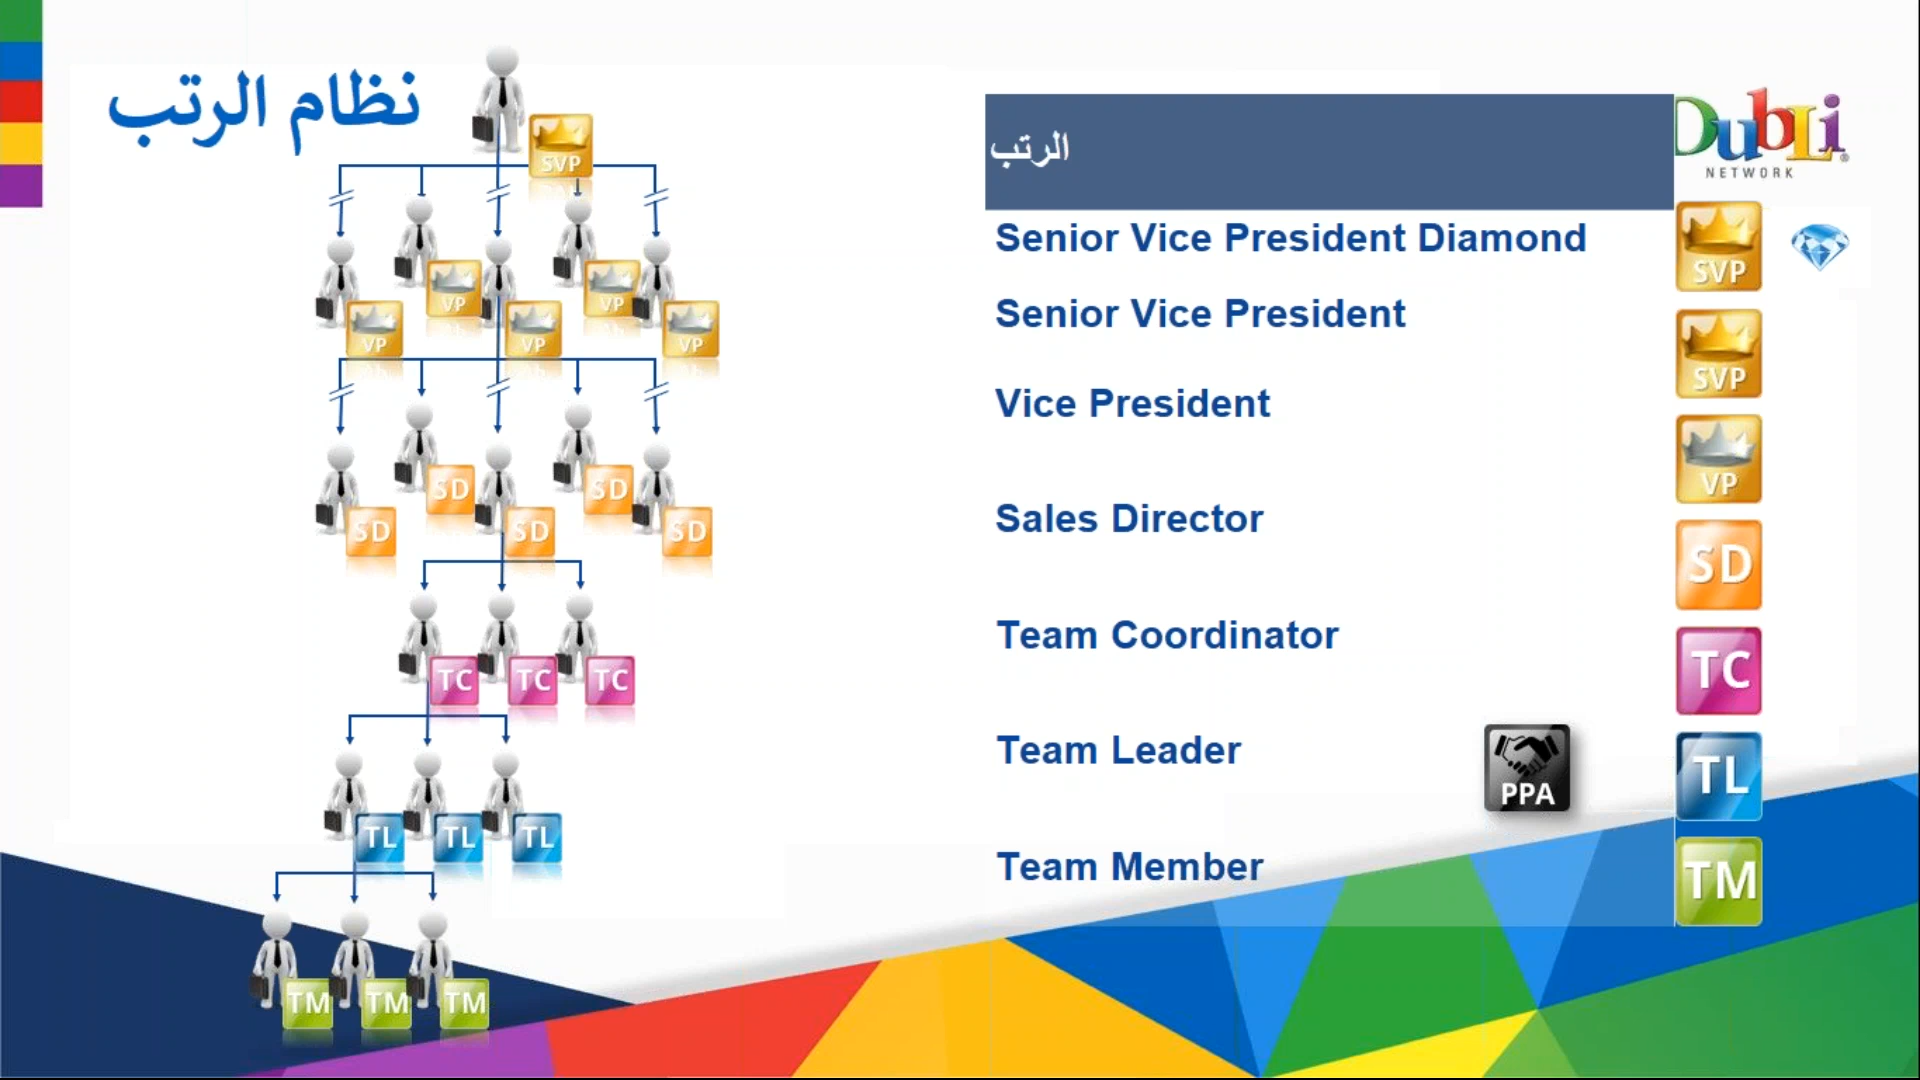 نظام الرتب
SVP
VP VP
VP VP VP
SD SD
SD SD SD
TC TC TC
TL TL TL
TM TM TM
الرتب
DubLi®
NETWORK
Senior Vice President Diamond SVP
Senior Vice President SVP
Vice President VP
Sales Director SD
Team Coordinator TC
Team Leader PPA TL
Team Member TM